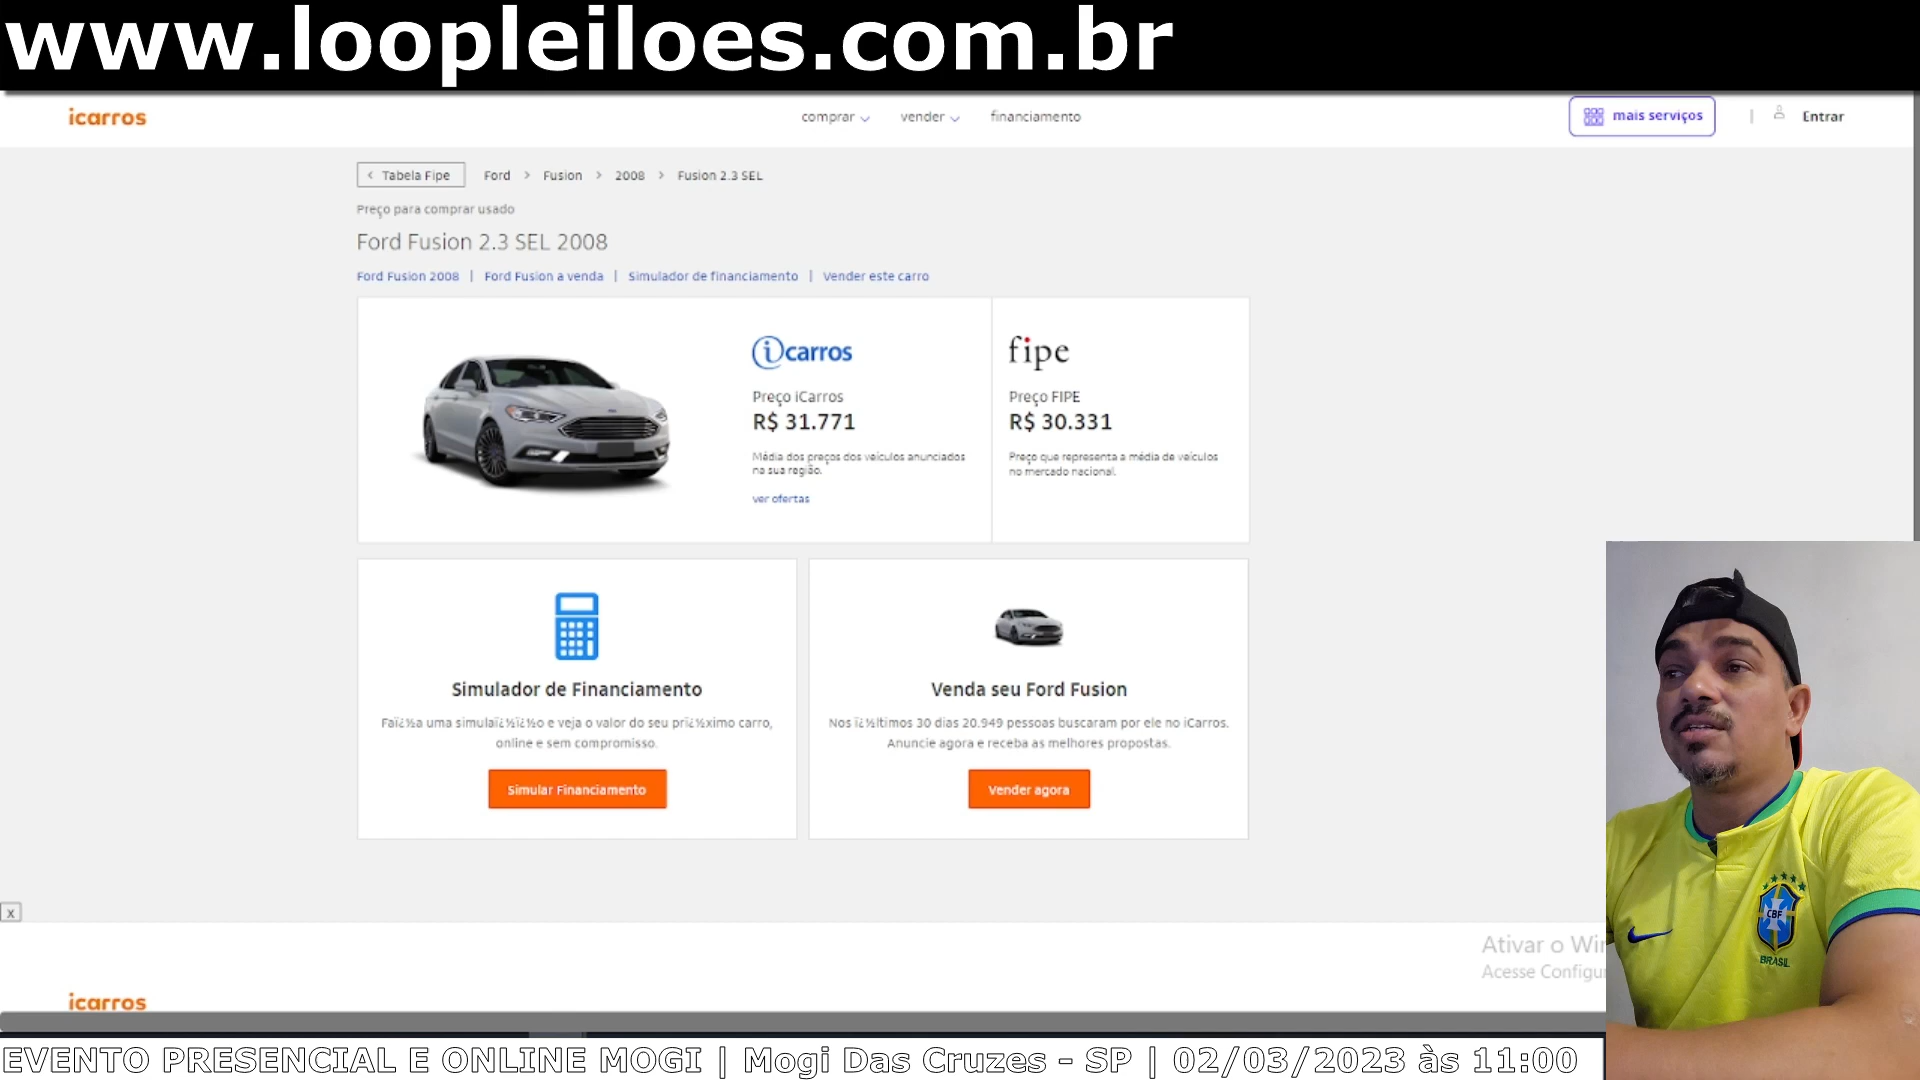 www.loopleiloes.com.br
icarros
comprar
vender
financiamento
mais serviços
|
Entrar
< Tabela Fipe
Ford > Fusion > 2008 > Fusion 2.3 SEL
Preço para comprar usado
Ford Fusion 2.3 SEL 2008
Ford Fusion 2008 | Ford Fusion a venda | Simulador de financiamento | Vender este carro
icarros
Preço iCarros
R$ 31.771
Média dos preços dos veículos anunciados
na sua região.
ver ofertas
fipe
Preço FIPE
R$ 30.331
Preço que representa a média de veículos
no mercado nacional.
Simulador de Financiamento
Faï¿½a uma simulaï¿½ï¿½o e veja o valor do seu prï¿½ximo carro,
online e sem compromisso.
Simular Financiamento
Venda seu Ford Fusion
Nos ï¿½ltimos 30 dias 20.949 pessoas buscaram por ele no iCarros.
Anuncie agora e receba as melhores propostas.
Vender agora
x
Ativar o Wi
Acesse Configu
icarros
CBF
BRASIL
EVENTO PRESENCIAL E ONLINE MOGI | Mogi Das Cruzes - SP | 02/03/2023 às 11:00